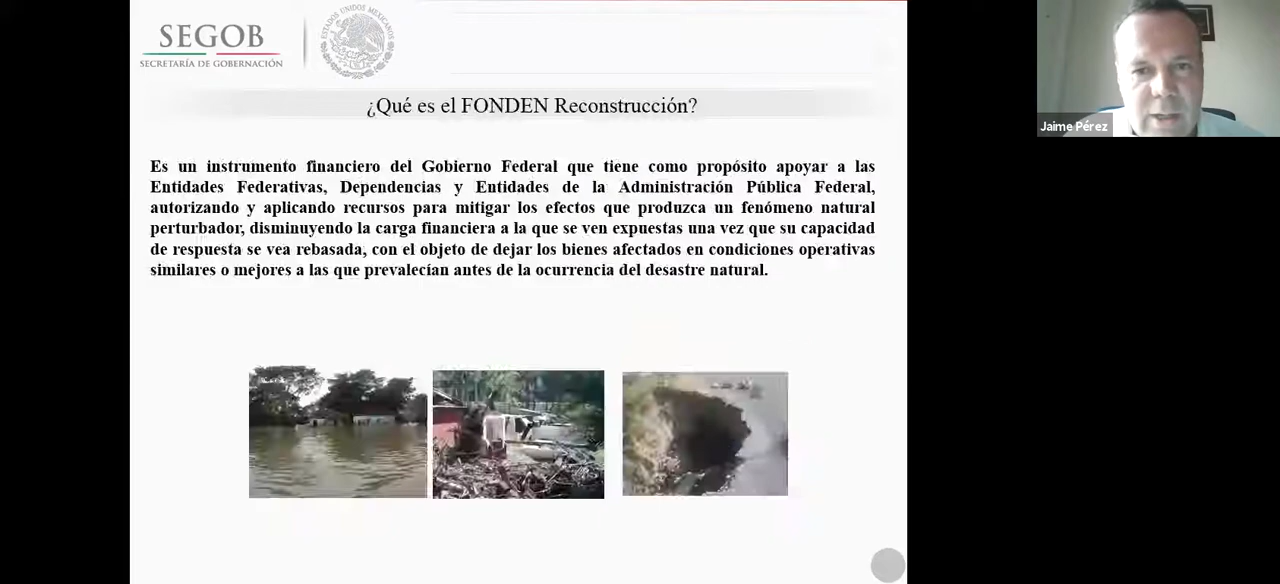 SEGOB
SECRETARÍA DE GOBERNACIÓN
ESTADOS UNIDOS MEXICANOS
¿Qué es el FONDEN Reconstrucción?
Es un instrumento financiero del Gobierno Federal que tiene como propósito apoyar a las
Entidades Federativas, Dependencias y Entidades de la Administración Pública Federal,
autorizando y aplicando recursos para mitigar los efectos que produzca un fenómeno natural
perturbador, disminuyendo la carga financiera a la que se ven expuestas una vez que su capacidad
de respuesta se vea rebasada, con el objeto de dejar los bienes afectados en condiciones operativas
similares o mejores a las que prevalecían antes de la ocurrencia del desastre natural.
Jaime Pérez